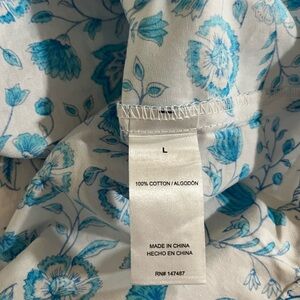 L
100% COTTON/ALGODÓN
MADE IN CHINA
HECHO EN CHINA
RN# 147487